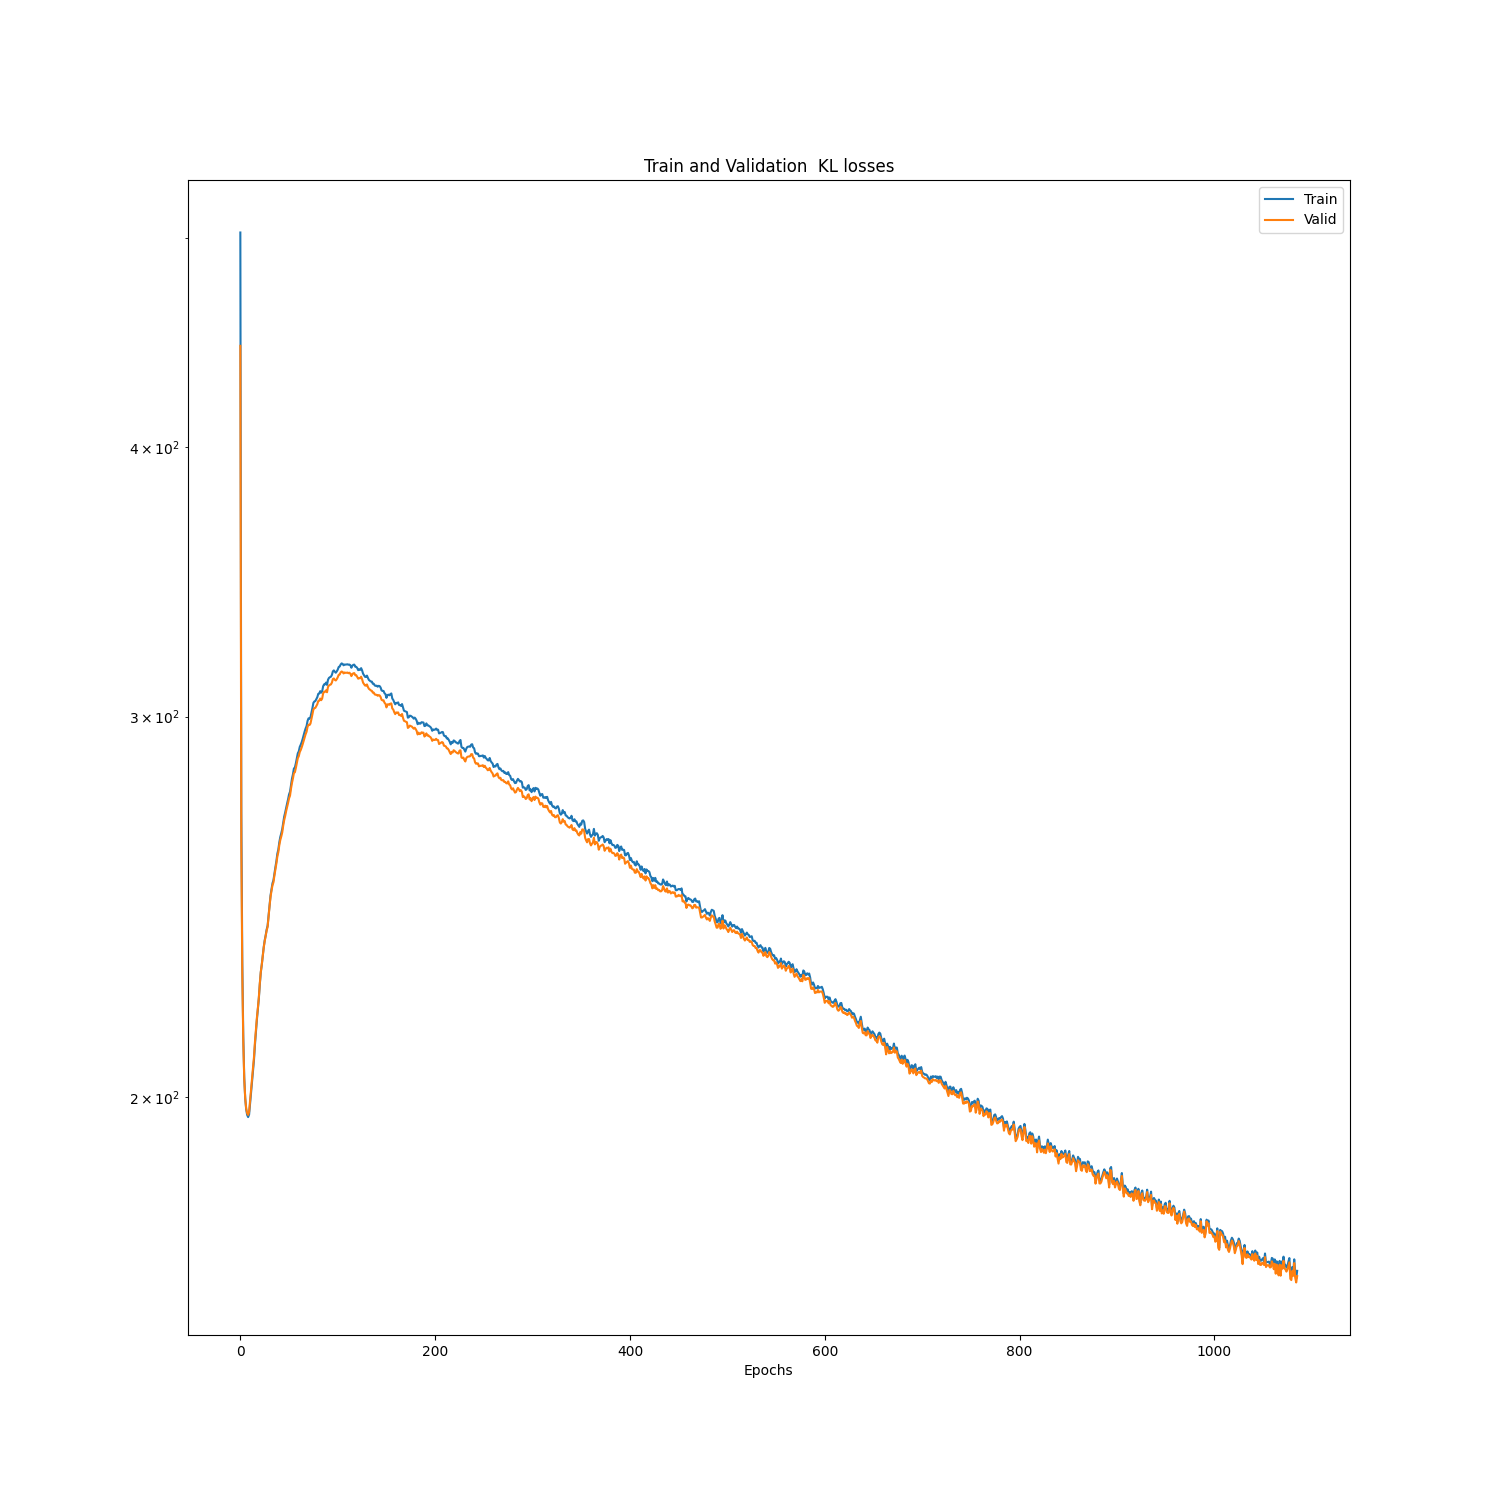 Train and Validation  KL losses
Train
Valid
4 × 10²
3 × 10²
2 × 10²
0 200 400 600 800 1000
Epochs